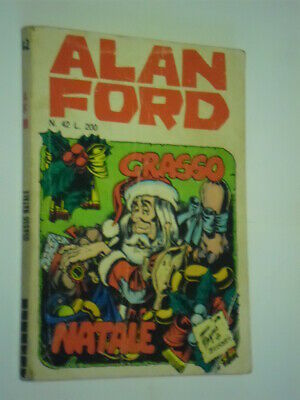 ALAN
FORD
N. 42 L. 200
GRASSO
NATALE